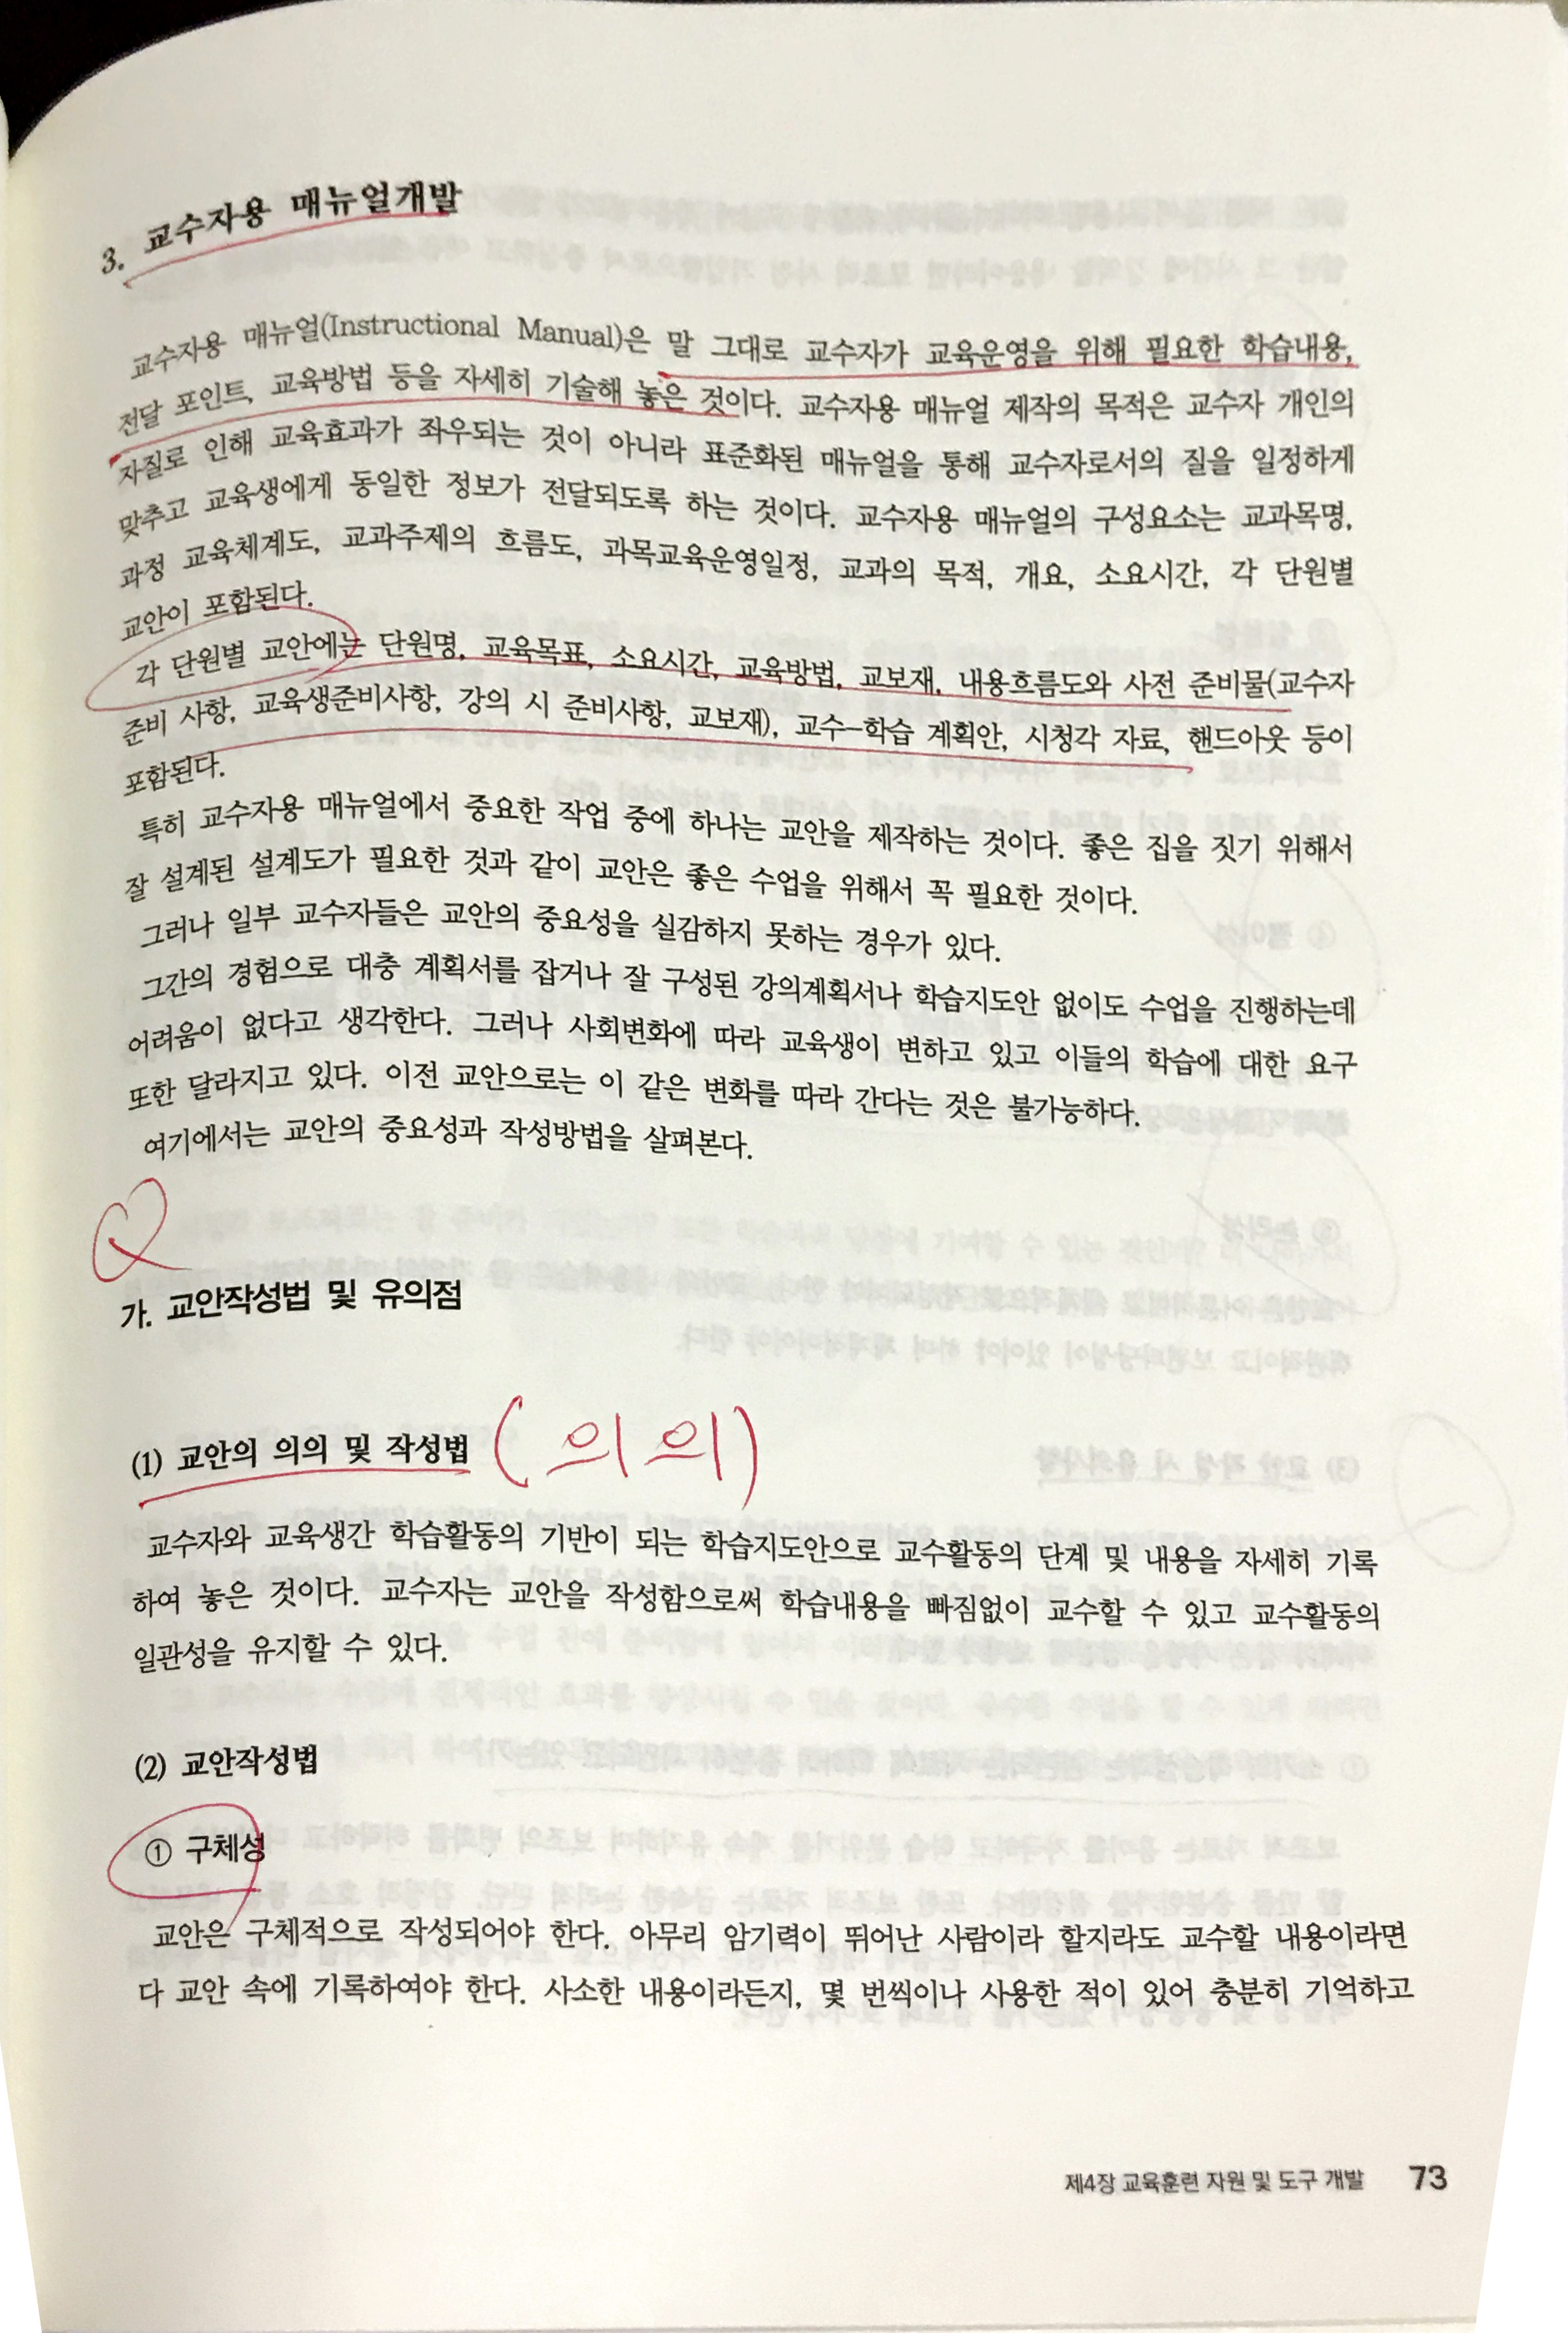 3. 교수자용 매뉴얼개발
교수자용 매뉴얼(Instructional Manual)은 말 그대로 교수자가 교육운영을 위해 필요한 학습내용,
전달 포인트, 교육방법 등을 자세히 기술해 놓은 것이다. 교수자용 매뉴얼 제작의 목적은 교수자 개인의
자질로 인해 교육효과가 좌우되는 것이 아니라 표준화된 매뉴얼을 통해 교수자로서의 질을 일정하게
맞추고 교육생에게 동일한 정보가 전달되도록 하는 것이다. 교수자용 매뉴얼의 구성요소는 교과목명,
과정 교육체계도, 교과주제의 흐름도, 과목교육운영일정, 교과의 목적, 개요, 소요시간, 각 단원별
교안이 포함된다.
각 단원별 교안에는 단원명, 교육목표, 소요시간, 교육방법, 교보재, 내용흐름도와 사전 준비물(교수자
준비 사항, 교육생준비사항, 강의 시 준비사항, 교보재), 교수-학습 계획안, 시청각 자료, 핸드아웃 등이
포함된다.
특히 교수자용 매뉴얼에서 중요한 작업 중에 하나는 교안을 제작하는 것이다. 좋은 집을 짓기 위해서
잘 설계된 설계도가 필요한 것과 같이 교안은 좋은 수업을 위해서 꼭 필요한 것이다.
그러나 일부 교수자들은 교안의 중요성을 실감하지 못하는 경우가 있다.
그간의 경험으로 대충 계획서를 잡거나 잘 구성된 강의계획서나 학습지도안 없이도 수업을 진행하는데
어려움이 없다고 생각한다. 그러나 사회변화에 따라 교육생이 변하고 있고 이들의 학습에 대한 요구
또한 달라지고 있다. 이전 교안으로는 이 같은 변화를 따라 간다는 것은 불가능하다.
여기에서는 교안의 중요성과 작성방법을 살펴본다.
가. 교안작성법 및 유의점
(1) 교안의 의의 및 작성법 (의의)
교수자와 교육생간 학습활동의 기반이 되는 학습지도안으로 교수활동의 단계 및 내용을 자세히 기록
하여 놓은 것이다. 교수자는 교안을 작성함으로써 학습내용을 빠짐없이 교수할 수 있고 교수활동의
일관성을 유지할 수 있다.
(2) 교안작성법
① 구체성
교안은 구체적으로 작성되어야 한다. 아무리 암기력이 뛰어난 사람이라 할지라도 교수할 내용이라면
다 교안 속에 기록하여야 한다. 사소한 내용이라든지, 몇 번씩이나 사용한 적이 있어 충분히 기억하고
제4장 교육훈련 자원 및 도구 개발 73